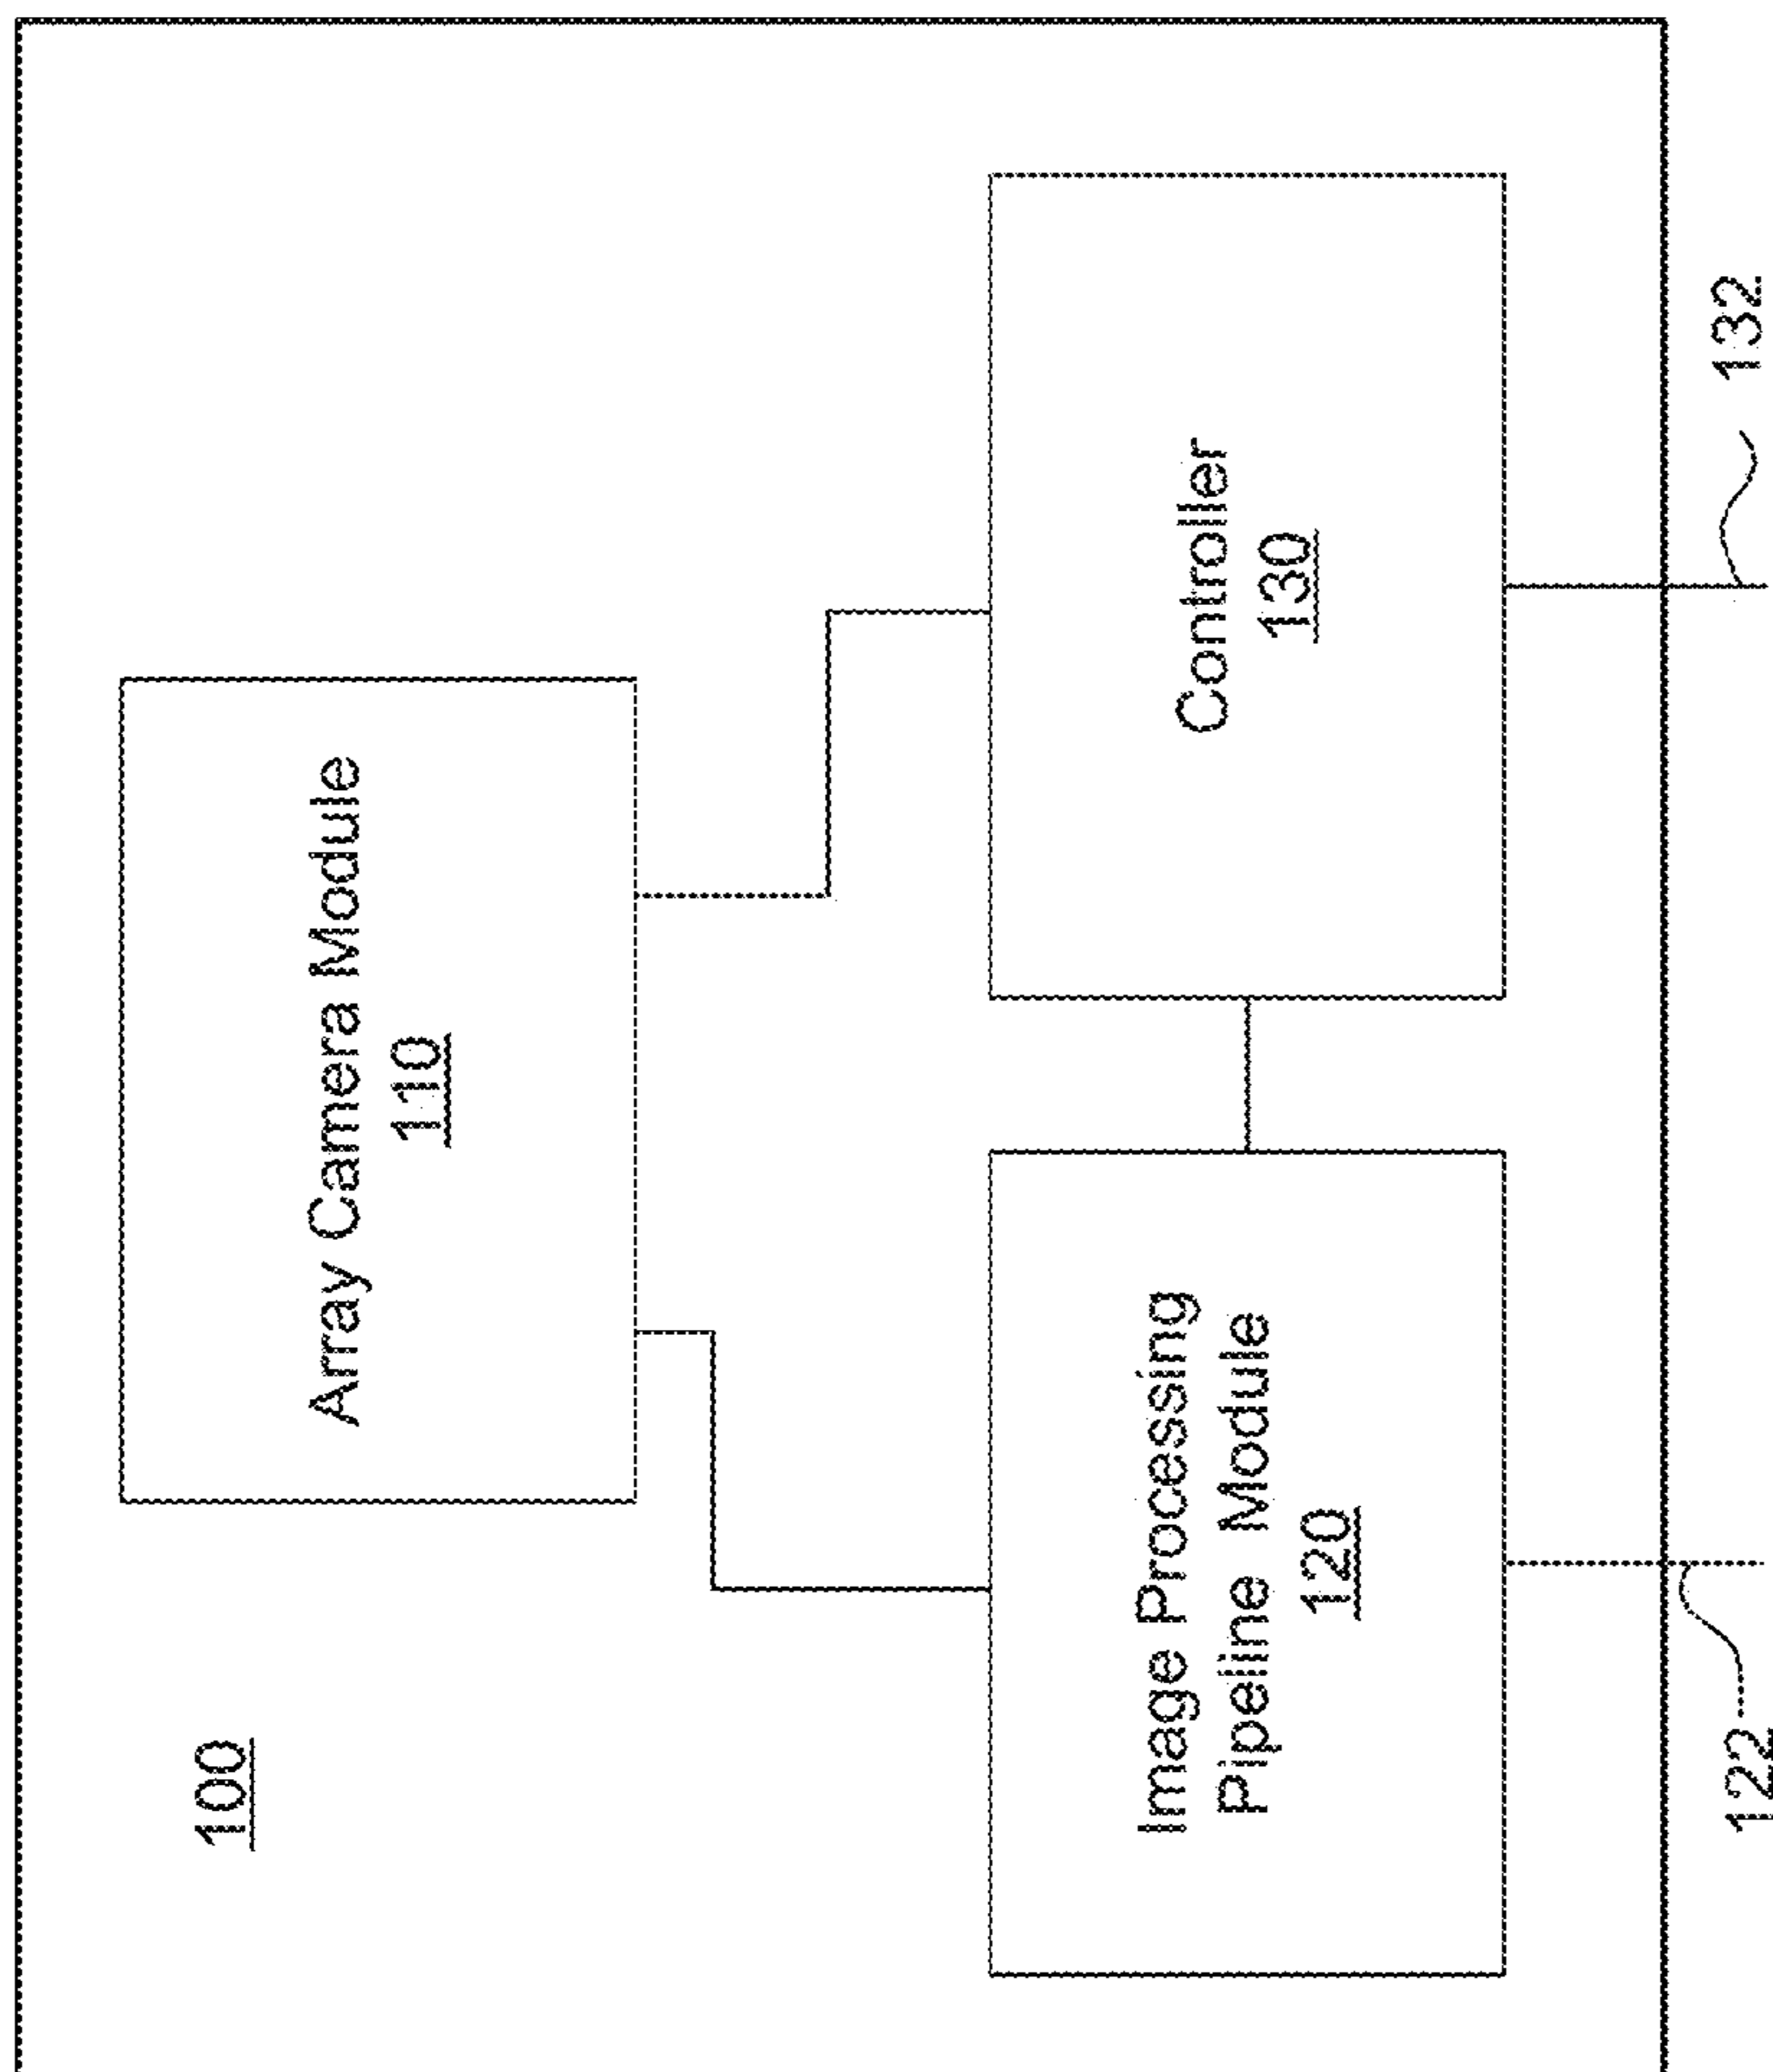 100
Array Camera Module
110
Image Processing
Pipeline Module
120
Controller
130
122
132